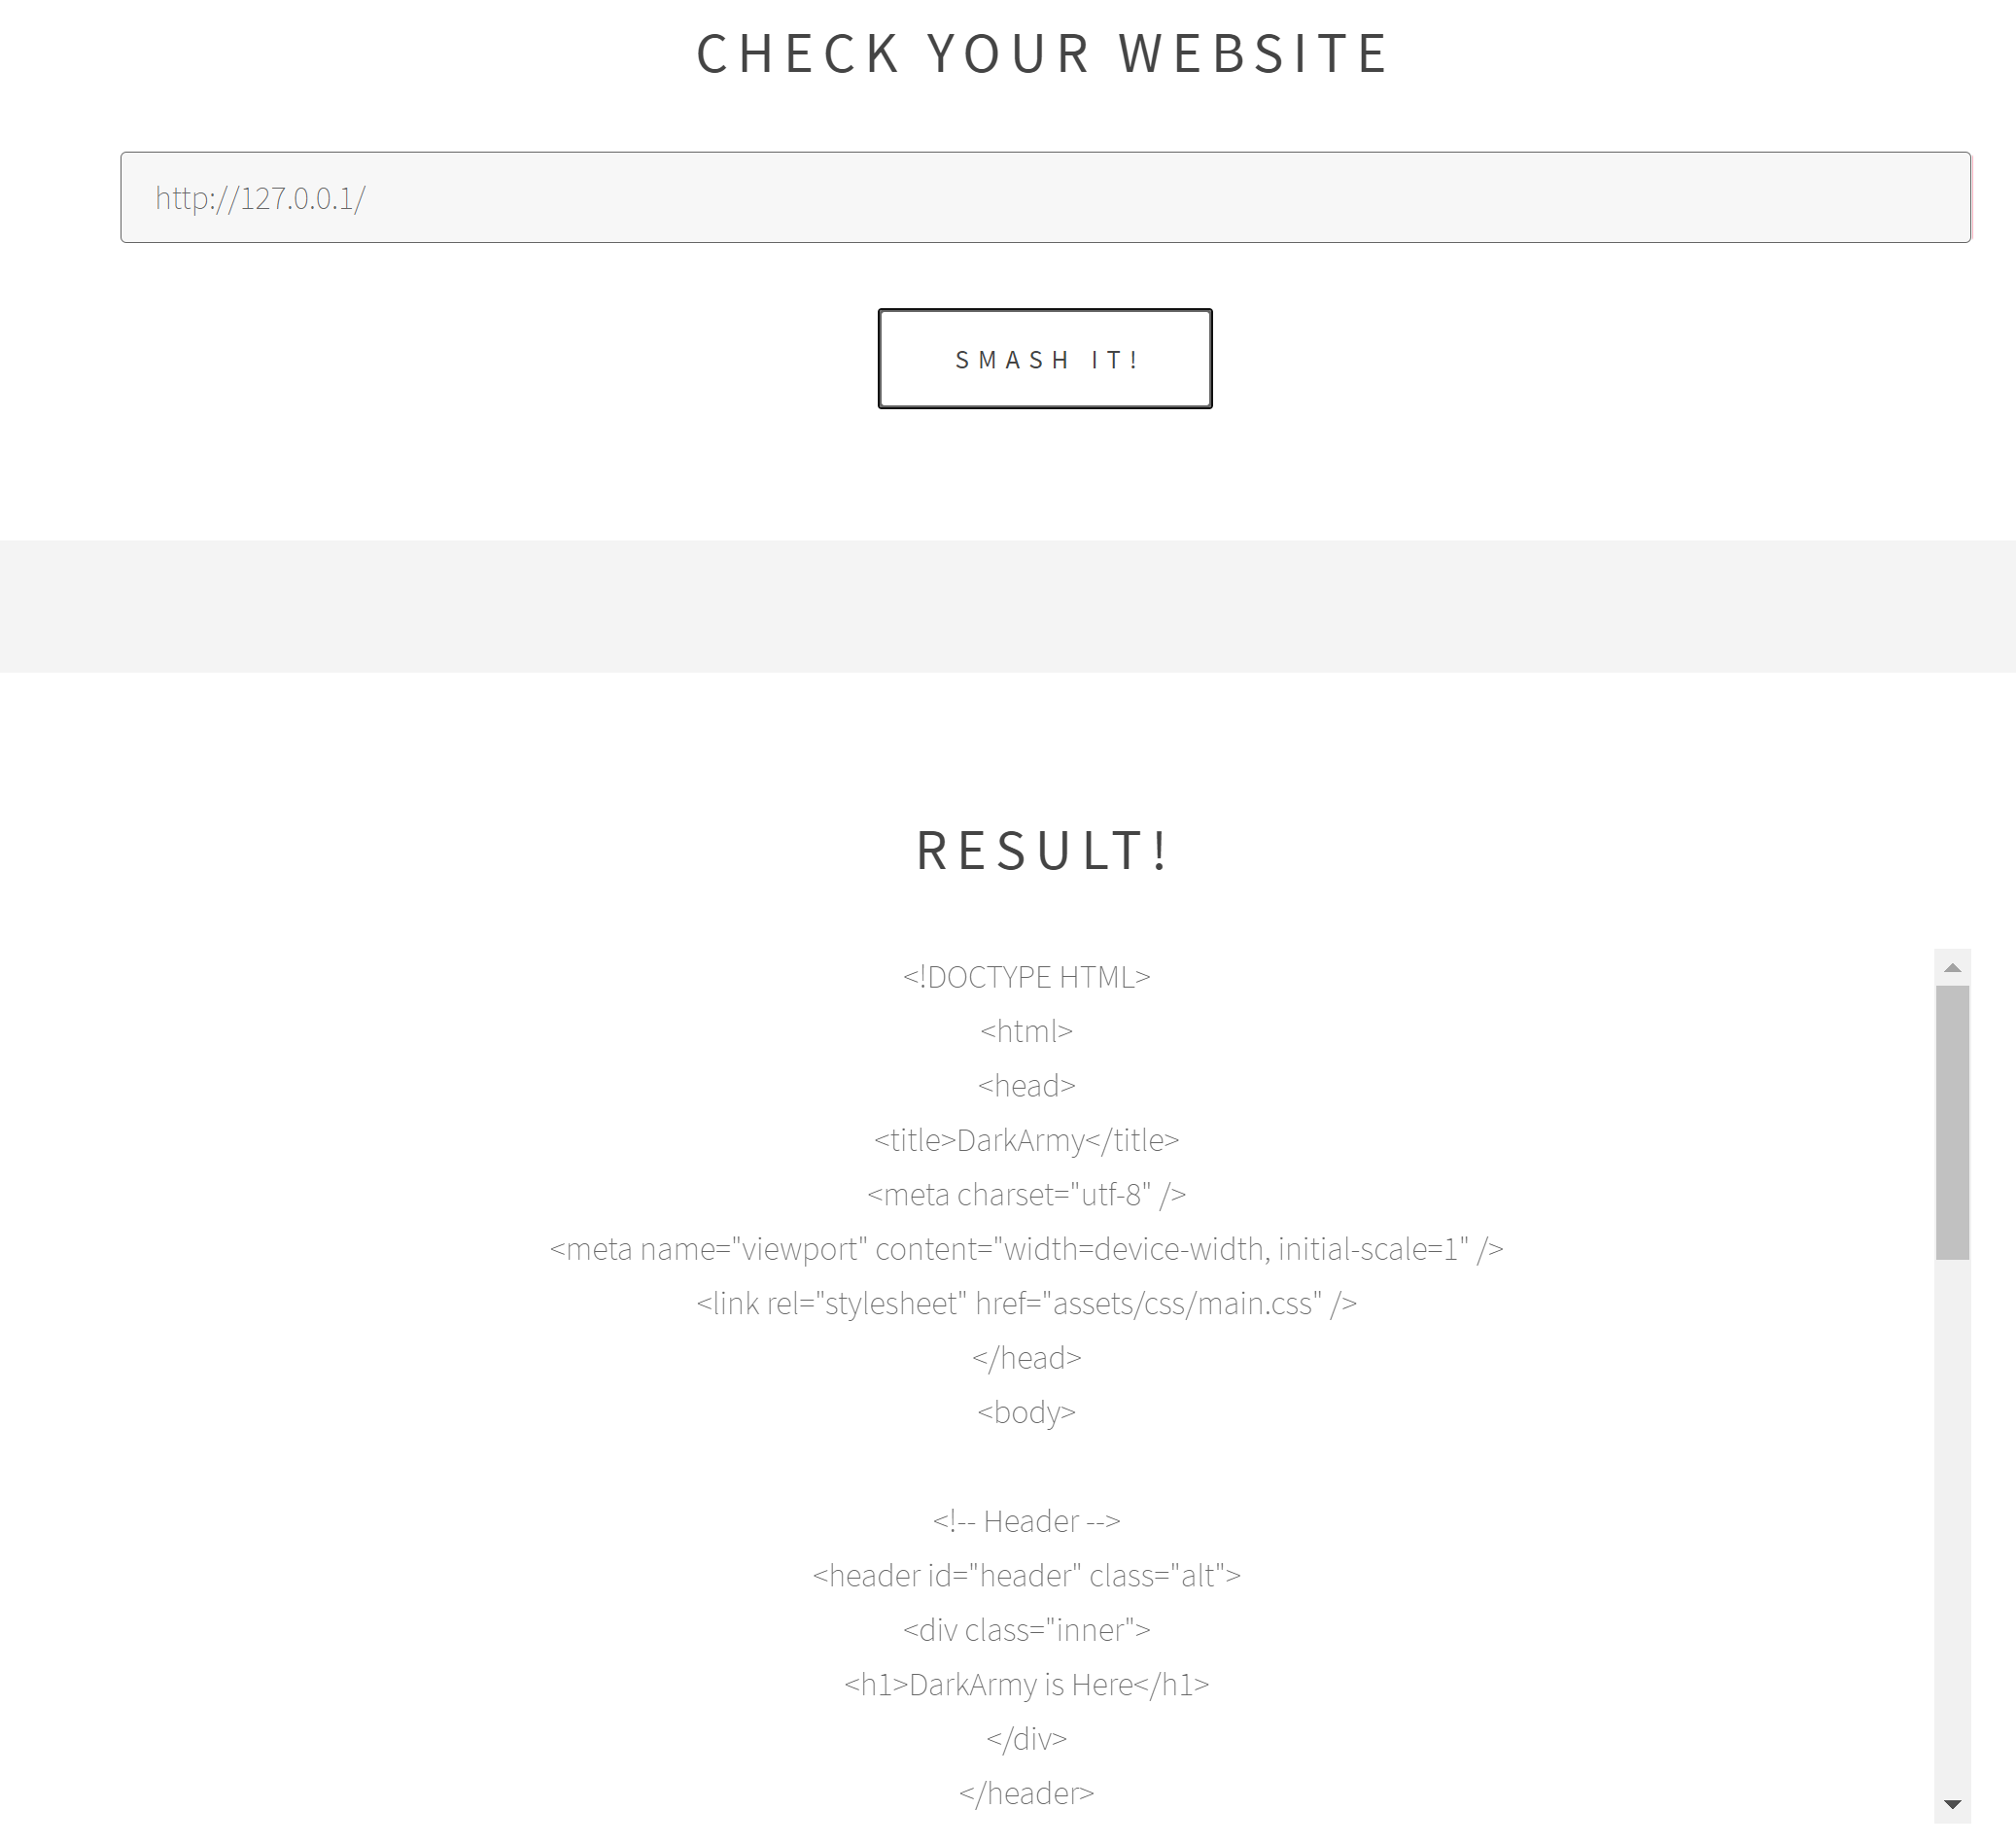 CHECK YOUR WEBSITE
http://127.0.0.1/
SMASH IT!
RESULT!
<!DOCTYPE HTML>
<html>
<head>
<title>DarkArmy</title>
<meta charset="utf-8" />
<meta name="viewport" content="width=device-width, initial-scale=1" />
<link rel="stylesheet" href="assets/css/main.css" />
</head>
<body>
<!-- Header -->
<header id="header" class="alt">
<div class="inner">
<h1>DarkArmy is Here</h1>
</div>
</header>